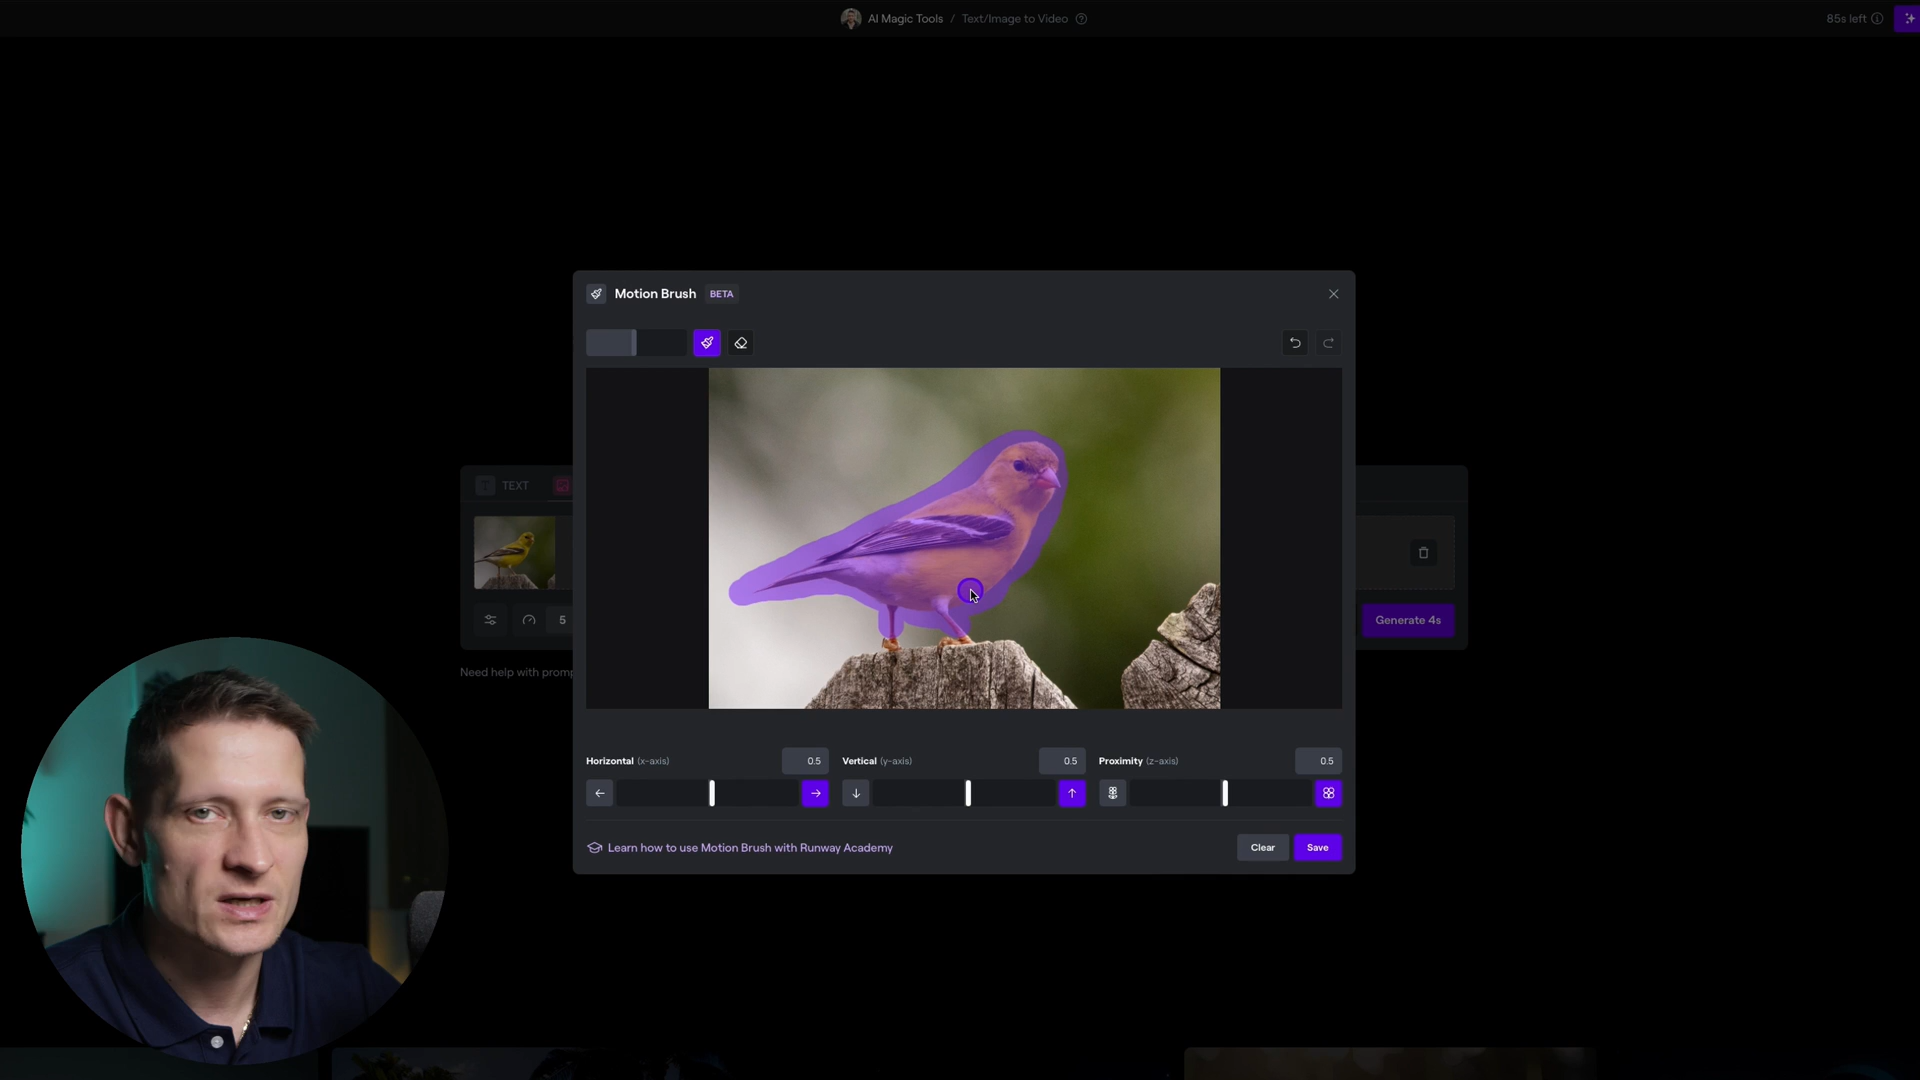 AI Magic Tools / Text/Image to Video
85s left
Motion Brush BETA
TEXT
5
Generate 4s
Need help with promp
Horizontal (x-axis) 0.5
Vertical (y-axis) 0.5
Proximity (z-axis) 0.5
Learn how to use Motion Brush with Runway Academy
Clear
Save